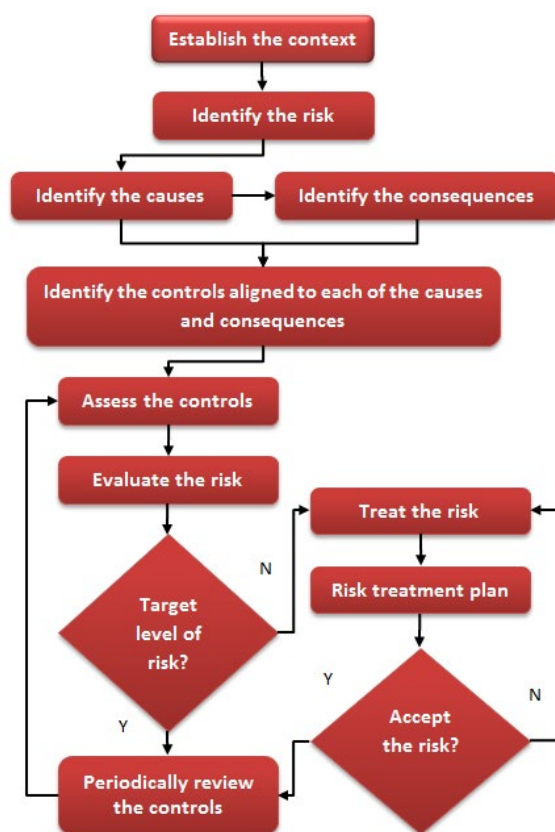 Establish the context
Identify the risk
Identify the causes
Identify the consequences
Identify the controls aligned to each of the causes
and consequences
Assess the controls
Evaluate the risk
Treat the risk
N
Target
level of
risk?
Risk treatment plan
Y
N
Accept
the risk?
Y
Periodically review
the controls